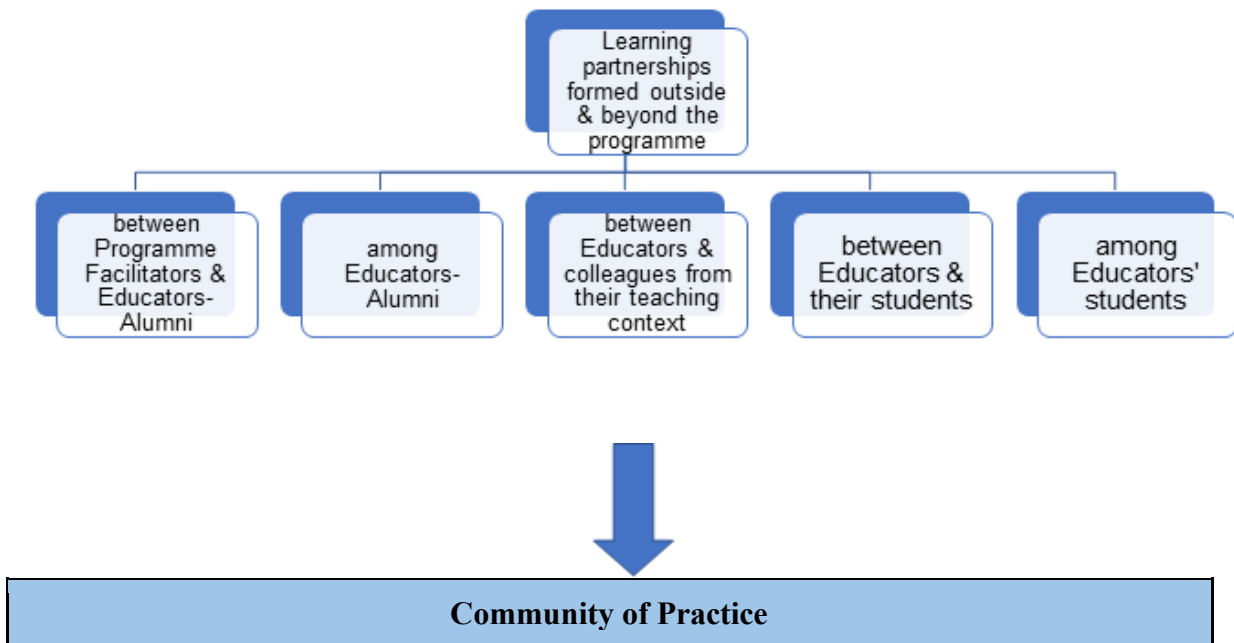 Learning
partnerships
formed outside
& beyond the
programme
between
Programme
Facilitators &
Educators-
Alumni
among
Educators-
Alumni
between
Educators &
colleagues from
their teaching
context
between
Educators &
their students
among
Educators'
students
Community of Practice